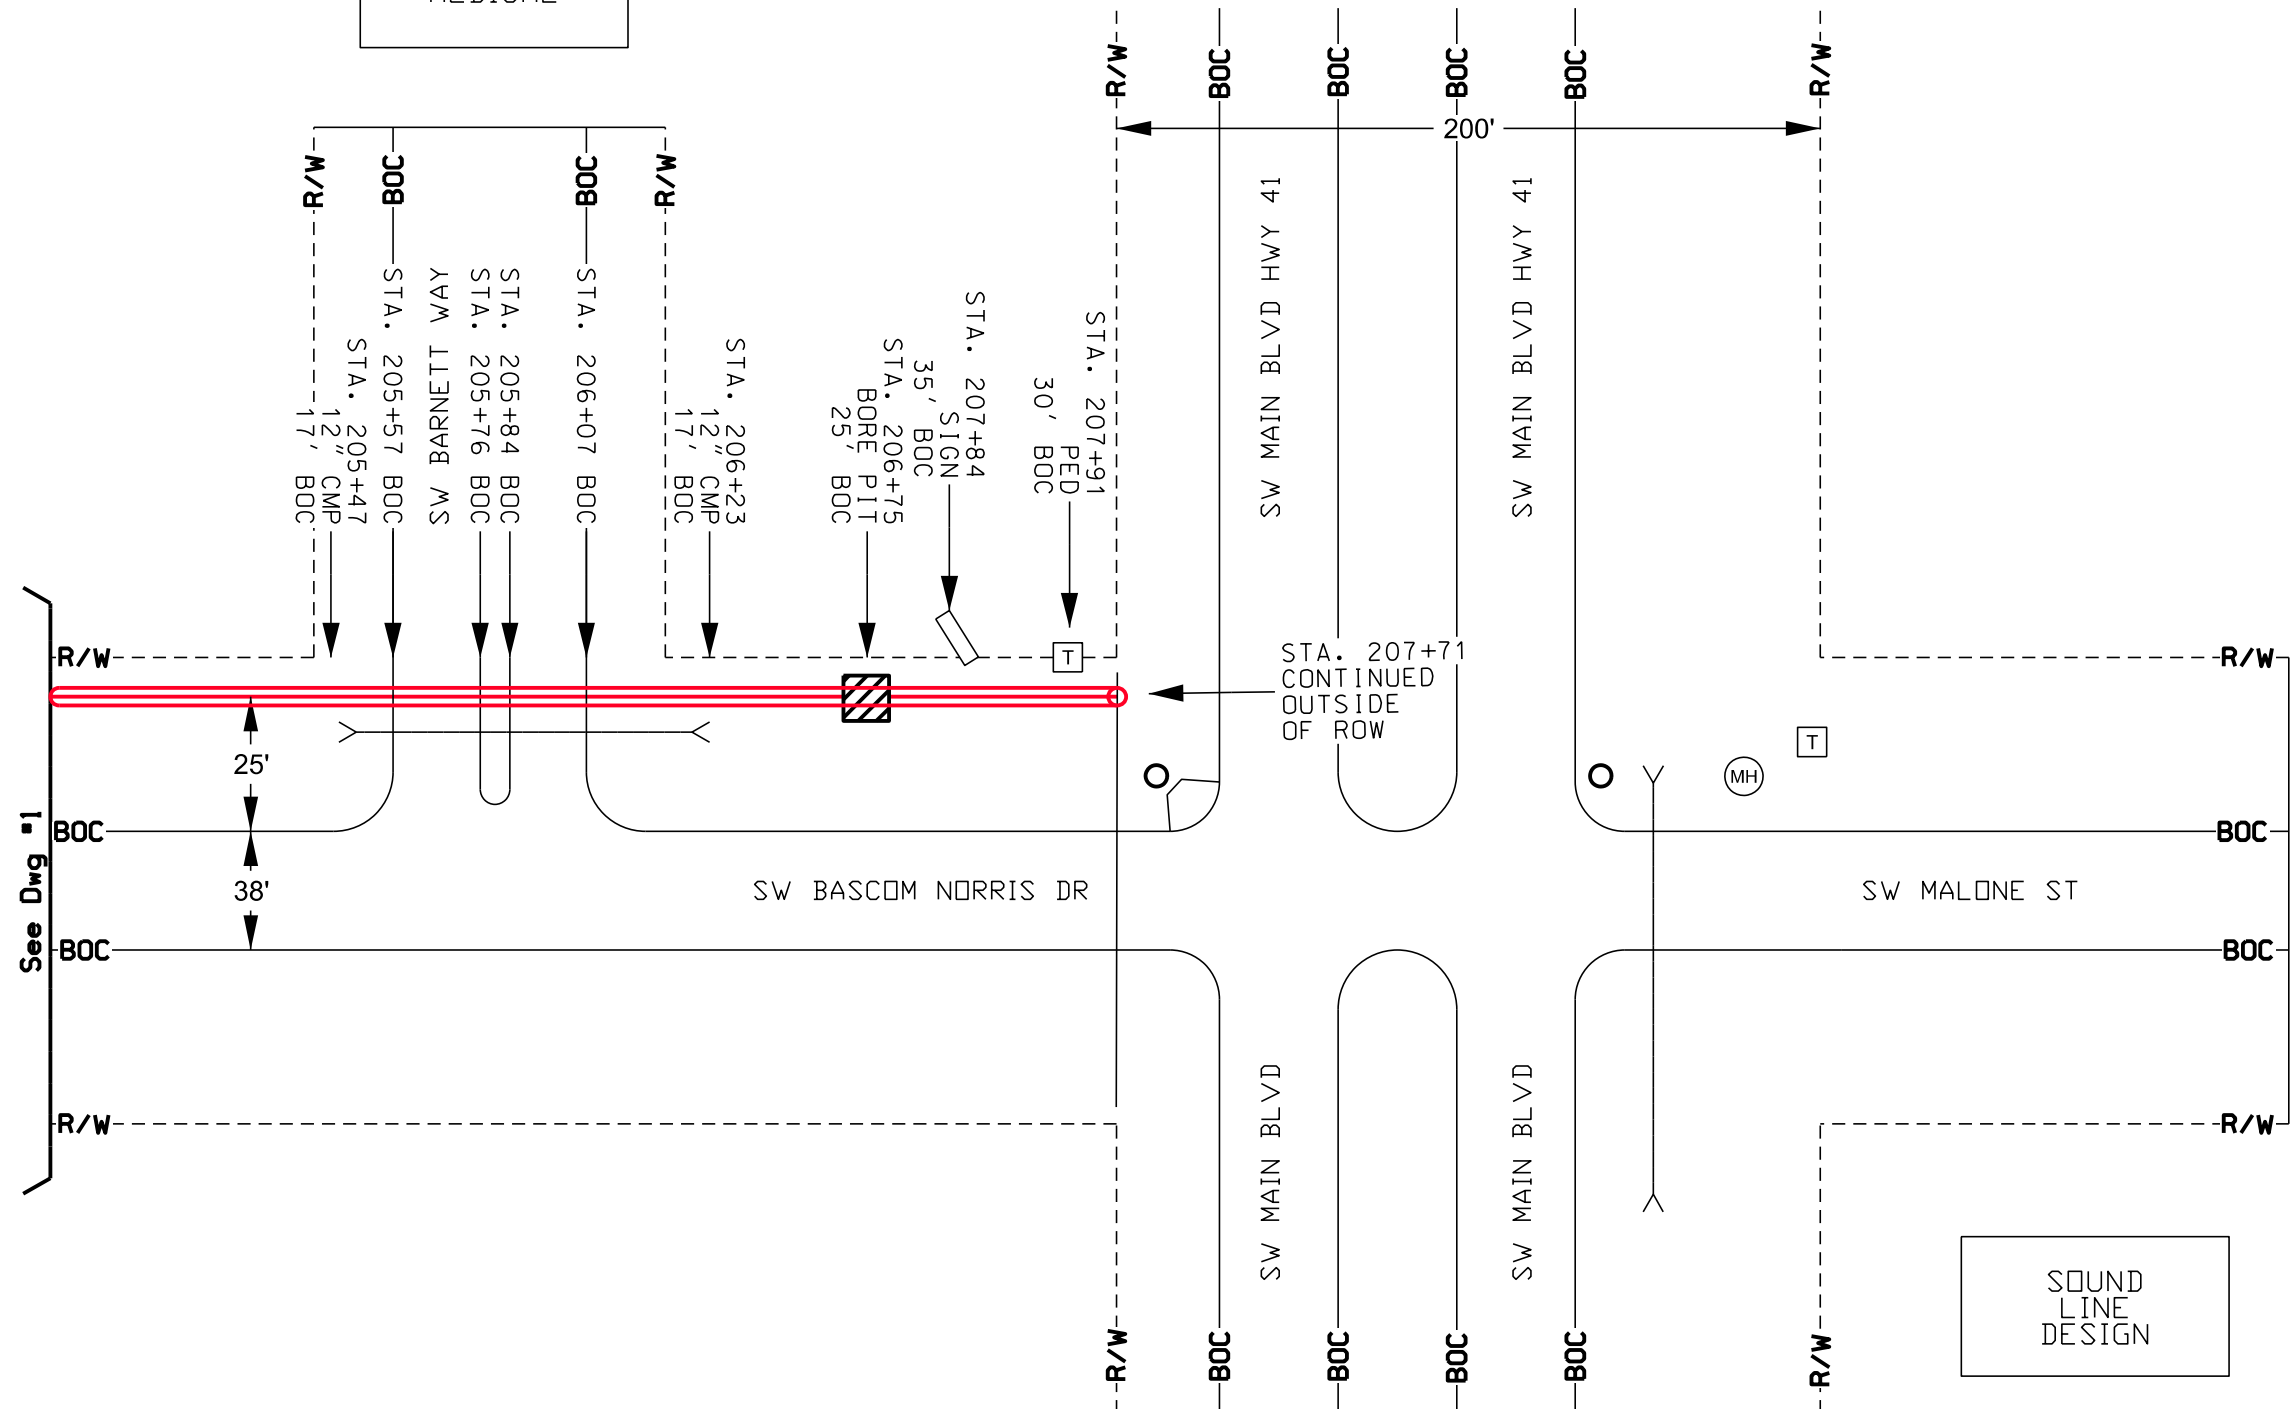 R/W
BOC
BOC
BOC
BOC
R/W
200'
R/W
BOC
BOC
R/W
SW MAIN BLVD HWY 41
SW MAIN BLVD HWY 41
STA. 205+47
12" CMP
17' BOC
STA. 205+57 BOC
SW BARNETT WAY
STA. 205+76 BOC
STA. 205+84 BOC
STA. 206+07 BOC
STA. 206+23
12" CMP
17' BOC
STA. 206+75
BORE PIT
25' BOC
STA. 207+84
SIGN
35' BOC
STA. 207+91
PED
30' BOC
R/W
T
STA. 207+71
CONTINUED
OUTSIDE
OF ROW
R/W
T
MH
25'
See Dwg #1
BOC
BOC
38'
SW BASCOM NORRIS DR
SW MALONE ST
BOC
BOC
R/W
R/W
SW MAIN BLVD
SW MAIN BLVD
SOUND
LINE
DESIGN
R/W
BOC
BOC
BOC
BOC
R/W